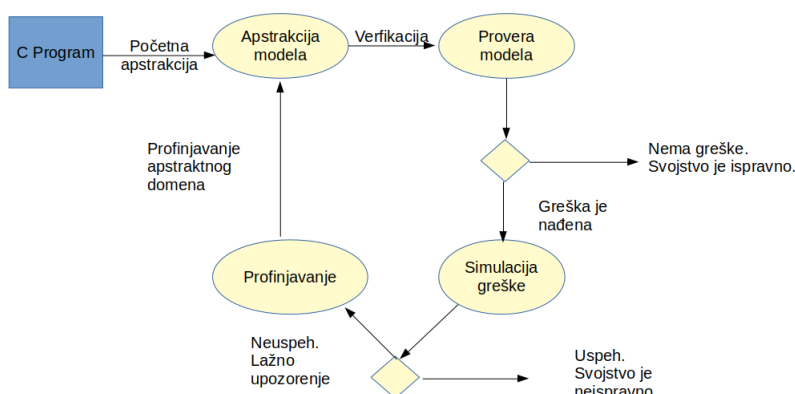 C Program
Početna
apstrakcija
Apstrakcija
modela
Verfikacija
Provera
modela
Nema greške.
Svojstvo je ispravno.
Profinjavanje
apstraktnog
domena
Greška je
nađena
Profinjavanje
Simulacija
greške
Neuspeh.
Lažno
upozorenje
Uspeh.
Svojstvo je
neispravno